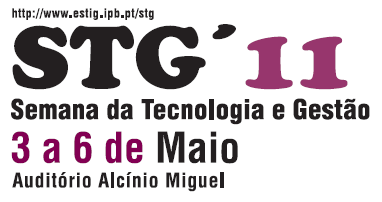 http://www.estig.ipb.pt/stg
STG´11
Semana da Tecnologia e Gestão
3 a 6 de Maio
Auditório Alcínio Miguel